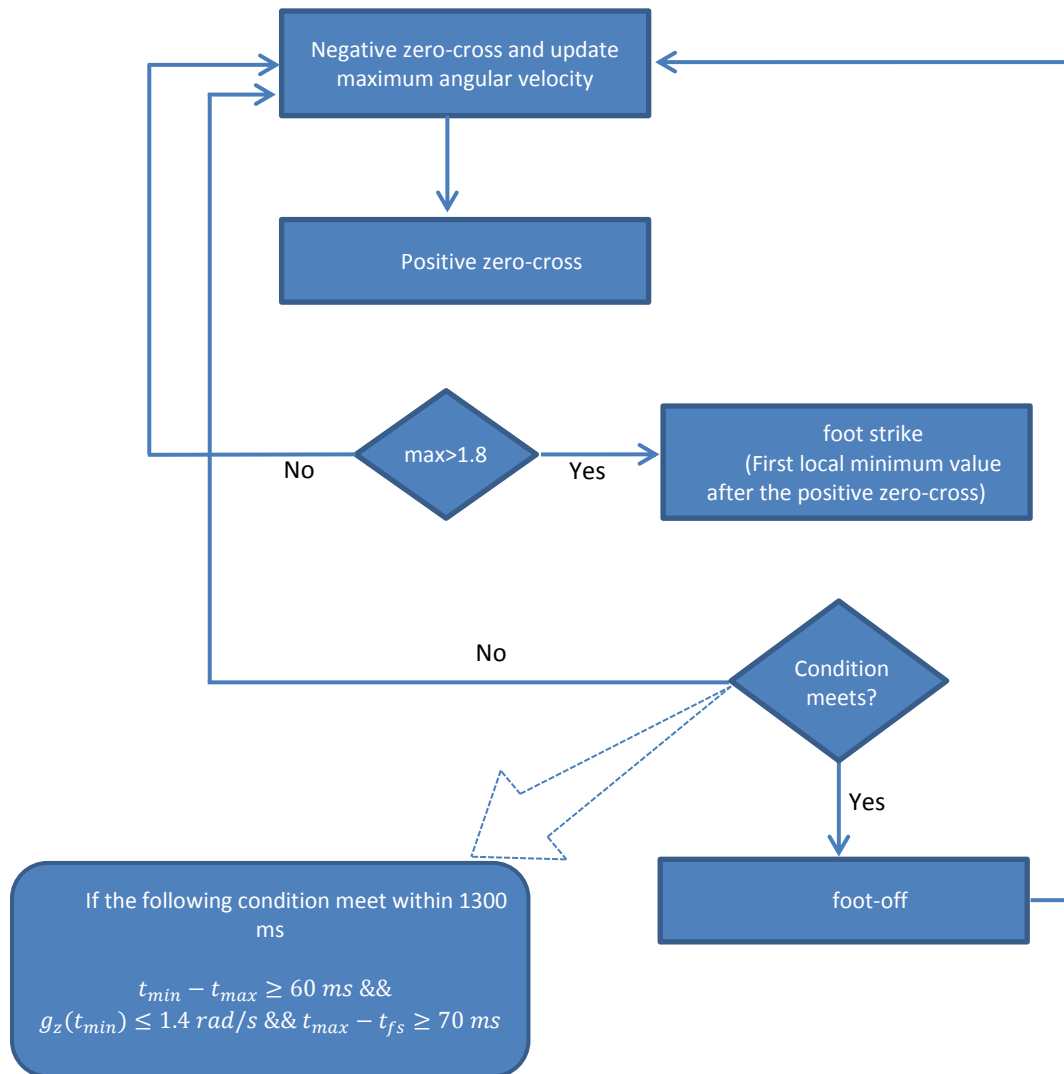 Negative zero-cross and update
maximum angular velocity
Positive zero-cross
max>1.8
No
Yes
foot strike
(First local minimum value
after the positive zero-cross)
No
Condition
meets?
Yes
foot-off
If the following condition meet within 1300
ms
t_min − t_max ≥ 60 ms &&
g_z(t_min) ≤ 1.4 rad/s && t_max − t_fs ≥ 70 ms